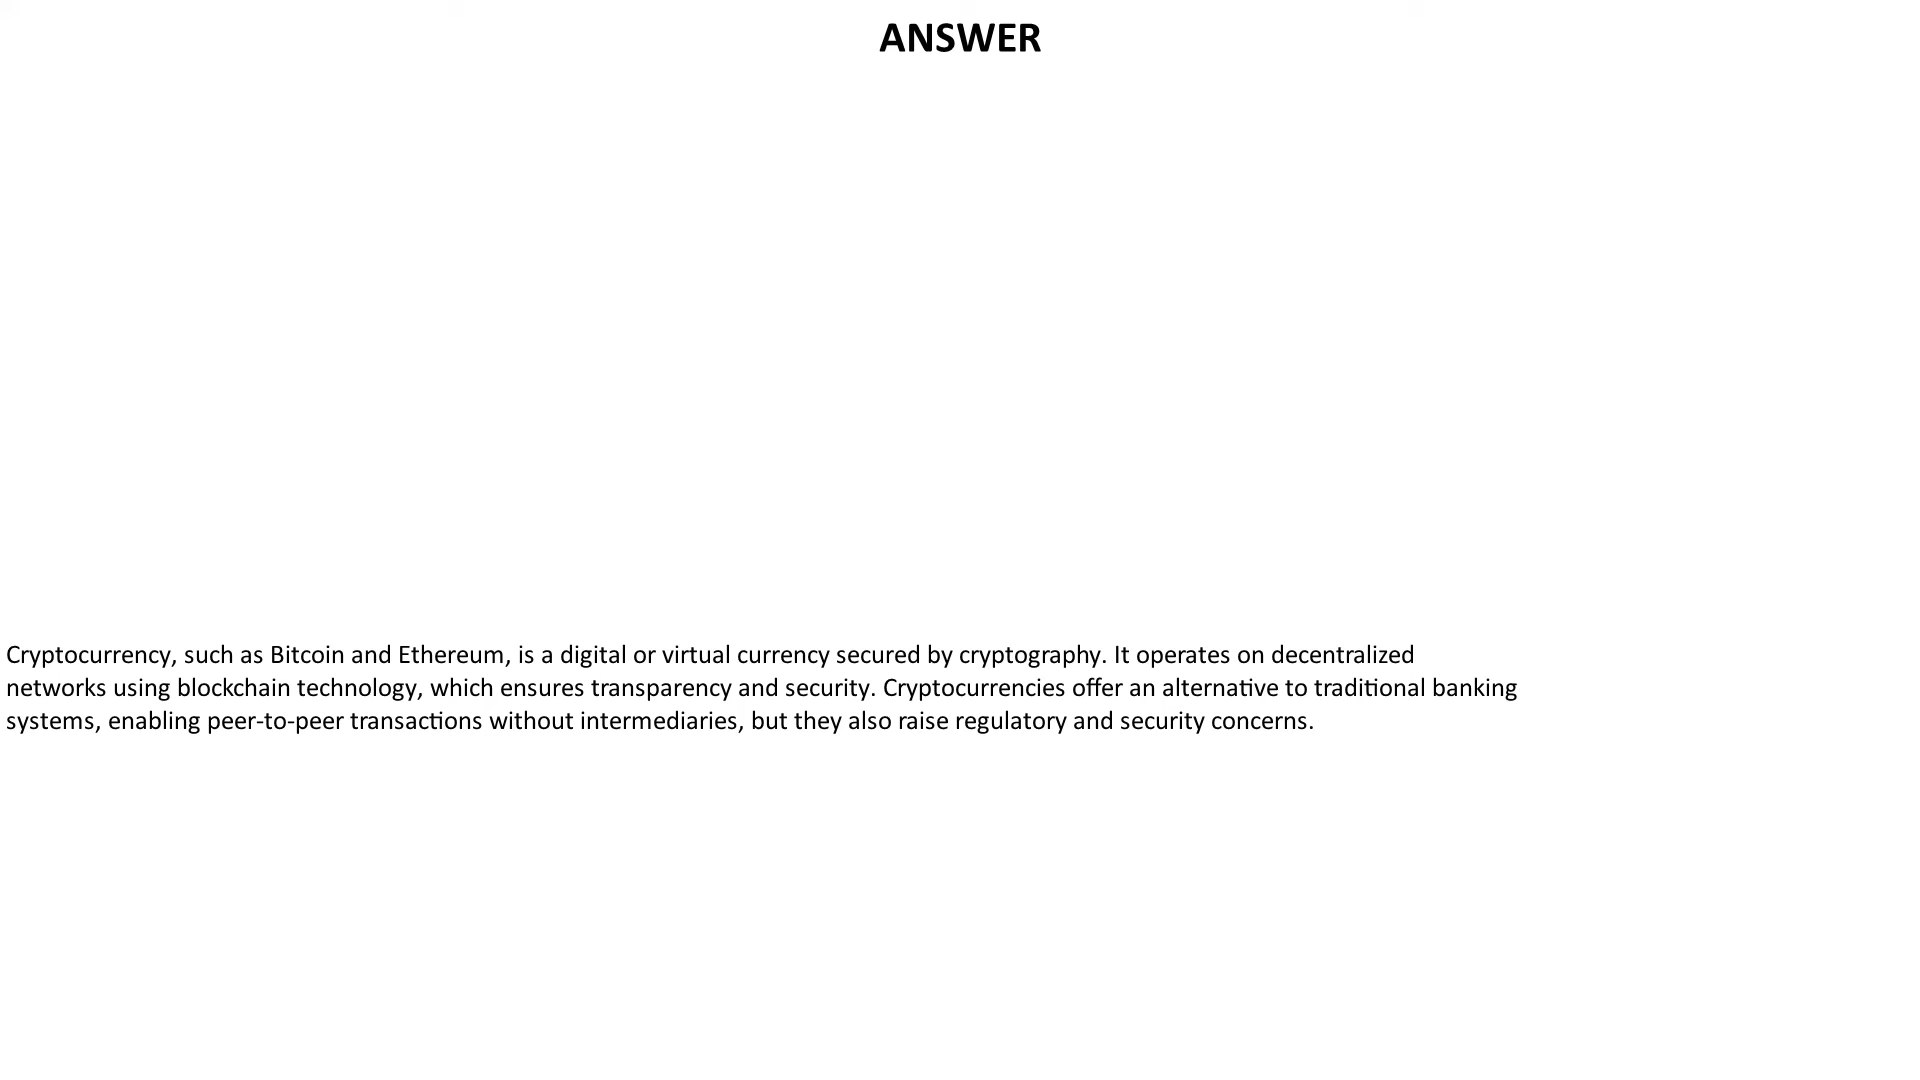 ANSWER
Cryptocurrency, such as Bitcoin and Ethereum, is a digital or virtual currency secured by cryptography. It operates on decentralized
networks using blockchain technology, which ensures transparency and security. Cryptocurrencies offer an alternative to traditional banking
systems, enabling peer-to-peer transactions without intermediaries, but they also raise regulatory and security concerns.